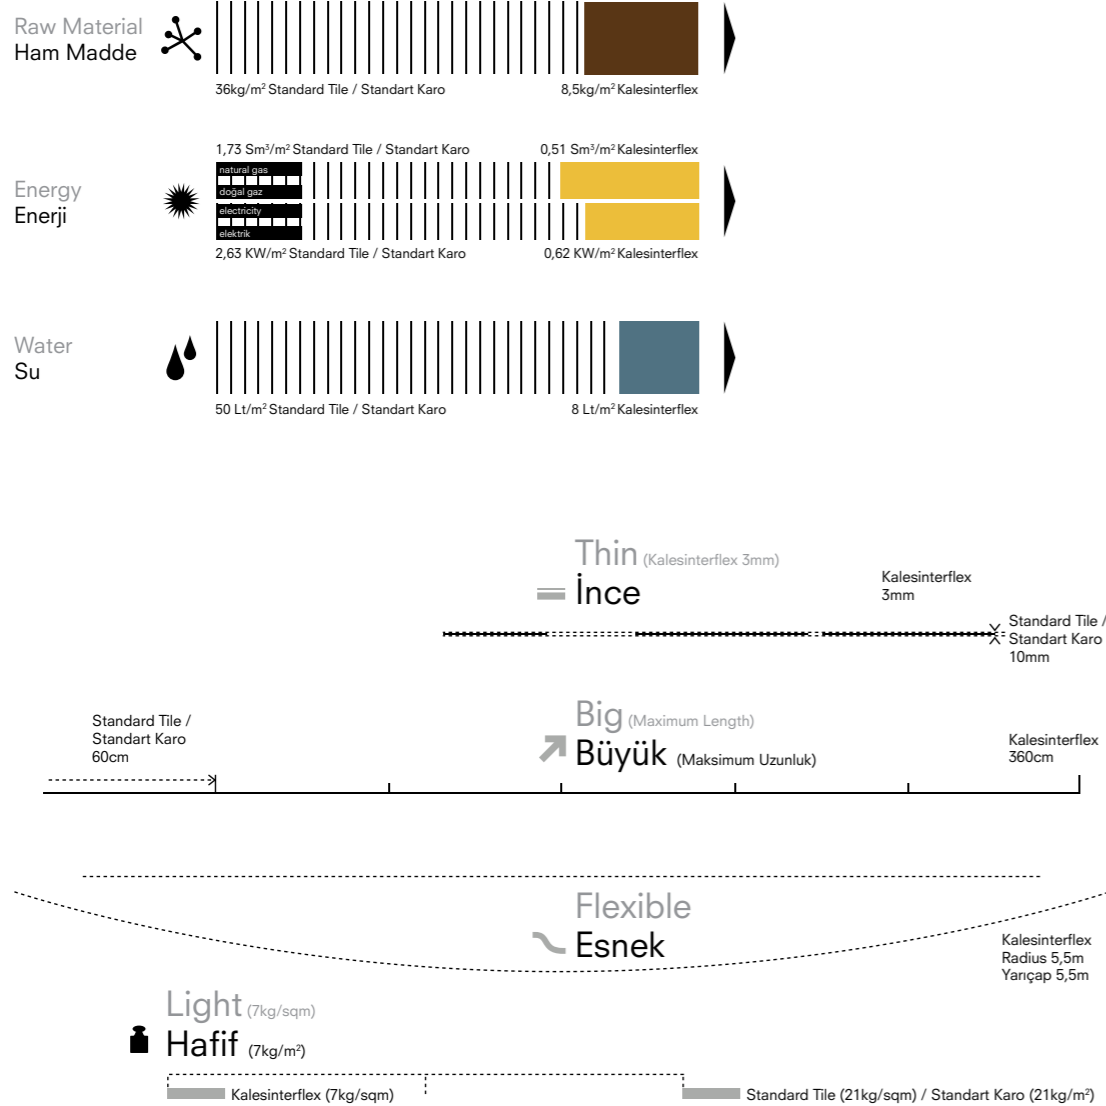 Raw Material
Ham Madde
36kg/m² Standard Tile / Standart Karo
8,5kg/m² Kalesinterflex
1,73 Sm³/m² Standard Tile / Standart Karo
0,51 Sm³/m² Kalesinterflex
natural gas
doğal gaz
Energy
Enerji
electricity
elektrik
2,63 KW/m² Standard Tile / Standart Karo
0,62 KW/m² Kalesinterflex
Water
Su
50 Lt/m² Standard Tile / Standart Karo
8 Lt/m² Kalesinterflex
Thin (Kalesinterflex 3mm)
İnce
Kalesinterflex
3mm
Standard Tile /
Standart Karo
10mm
Big (Maximum Length)
Büyük (Maksimum Uzunluk)
Standard Tile /
Standart Karo
60cm
Kalesinterflex
360cm
Flexible
Esnek
Kalesinterflex
Radius 5,5m
Yarıçap 5,5m
Light (7kg/sqm)
Hafif (7kg/m²)
Kalesinterflex (7kg/sqm)
Standard Tile (21kg/sqm) / Standart Karo (21kg/m²)